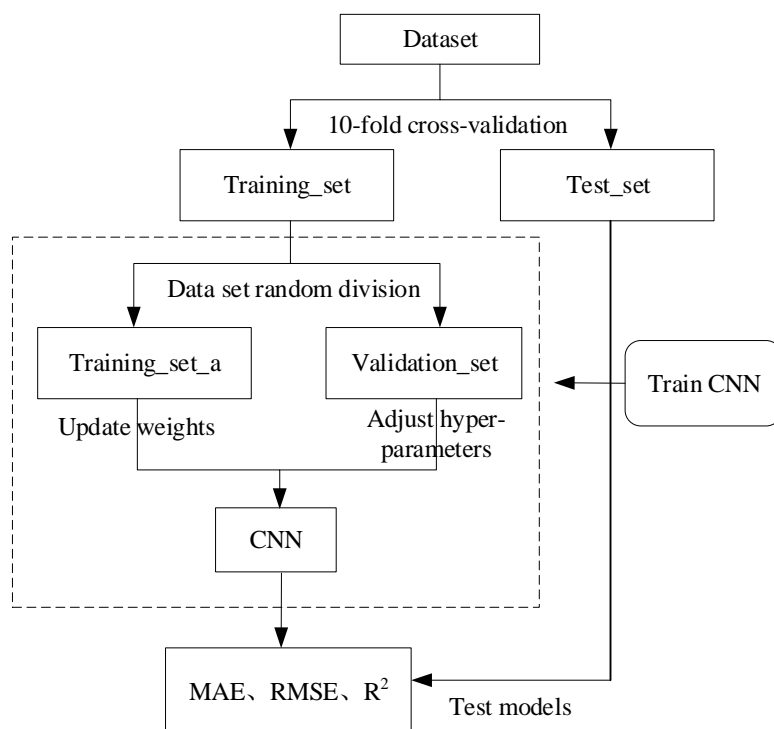 Dataset
10-fold cross-validation
Training_set
Test_set
Data set random division
Training_set_a
Validation_set
Train CNN
Update weights
Adjust hyper-
parameters
CNN
MAE、RMSE、R²
Test models